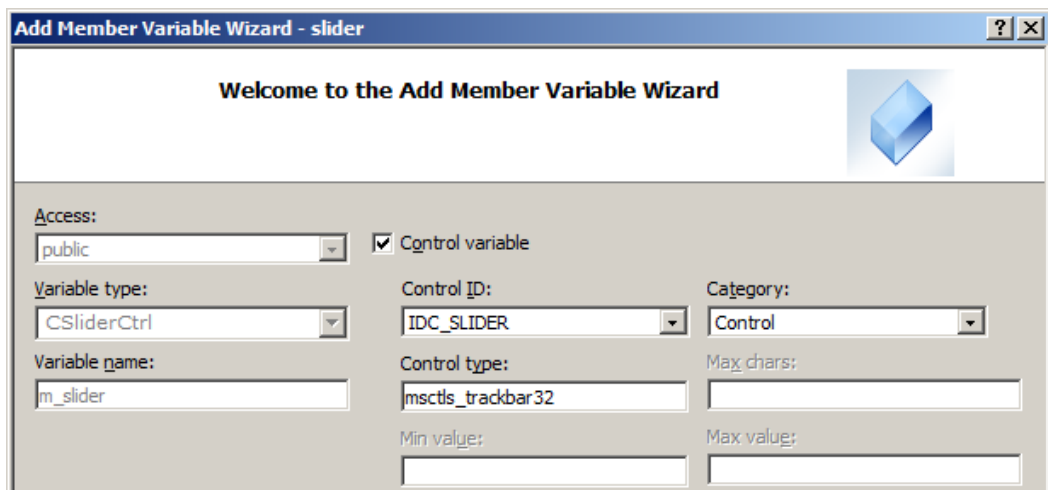 Add Member Variable Wizard - slider
Welcome to the Add Member Variable Wizard
Access:
public
Control variable
Variable type:
Control ID:
Category:
CSliderCtrl
IDC_SLIDER
Control
Variable name:
Control type:
Max chars:
m_slider
msctls_trackbar32
Min value:
Max value: